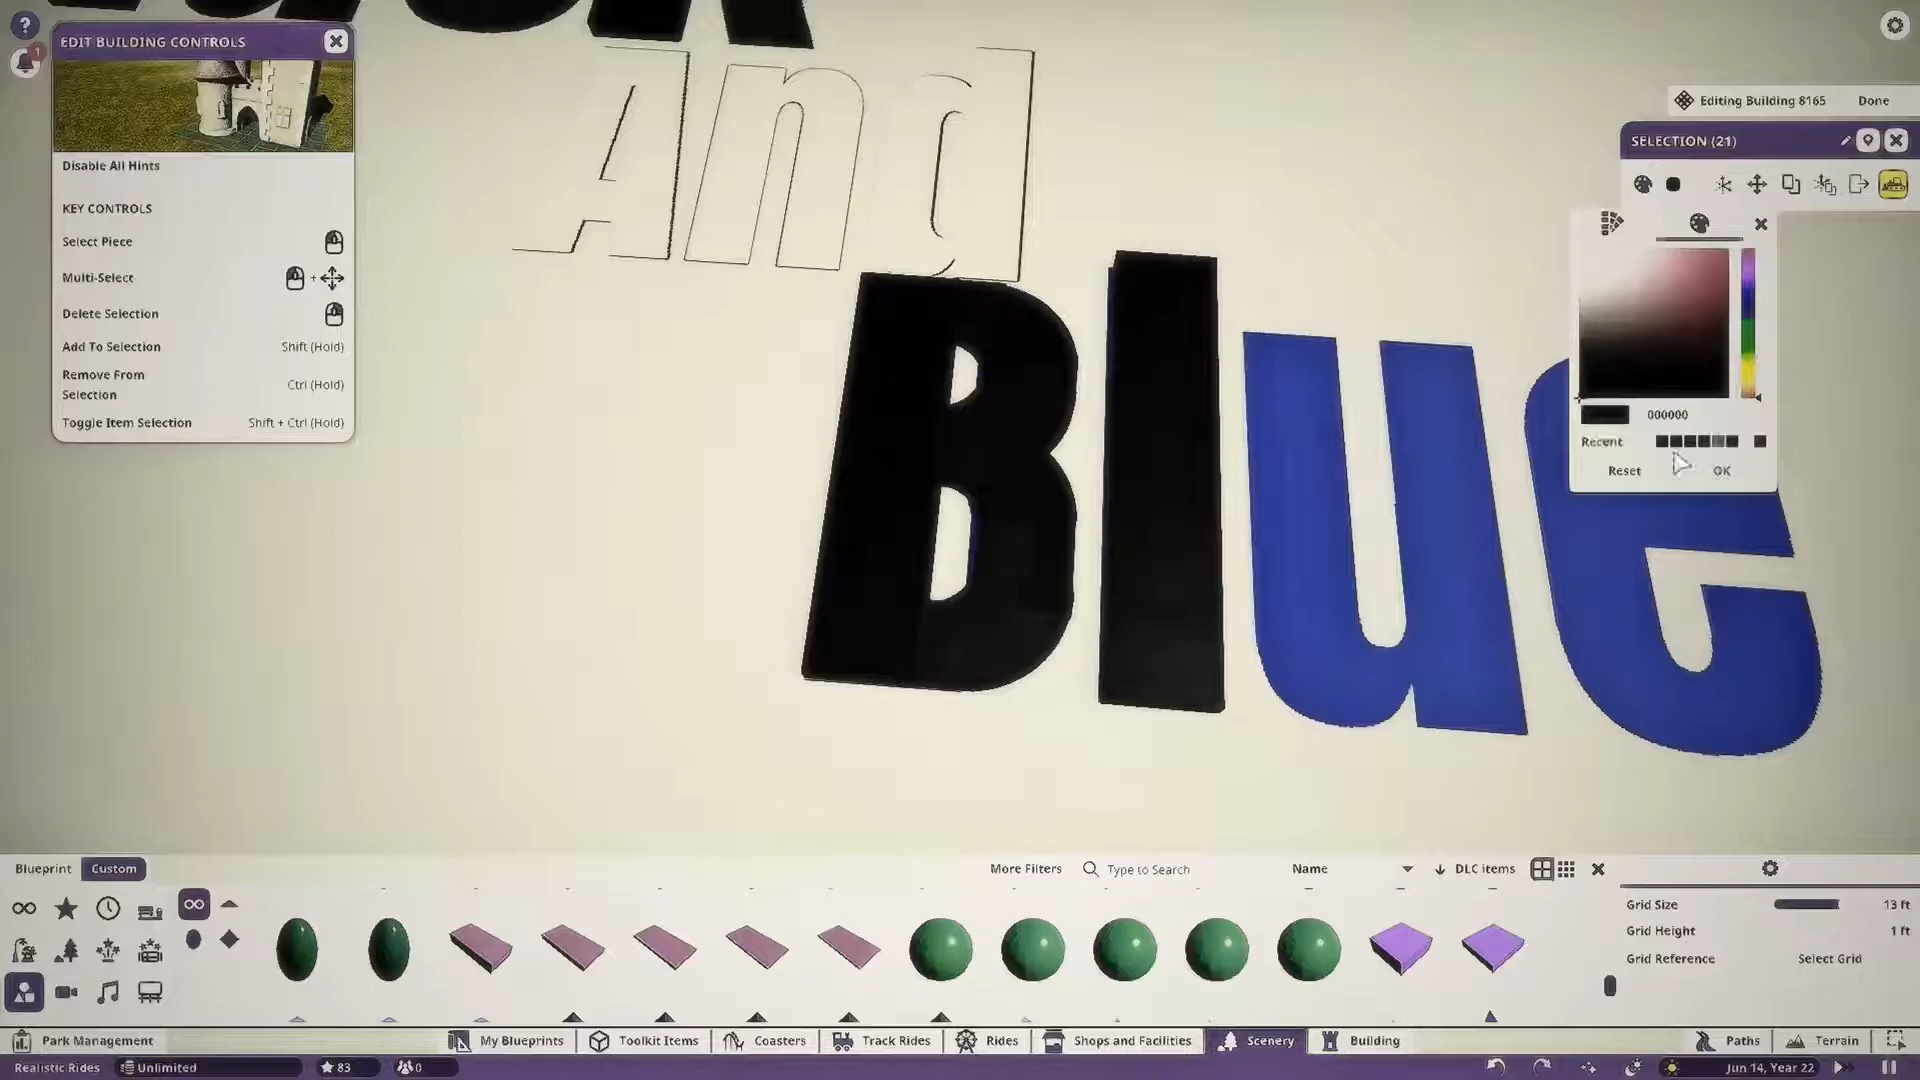 And
Blue
EDIT BUILDING CONTROLS
Disable All Hints
KEY CONTROLS
Select Piece
Multi-Select
+
Delete Selection
Add To Selection Shift (Hold)
Remove From
Selection
Ctrl (Hold)
Toggle Item Selection Shift + Ctrl (Hold)
?
1
Editing Building 8165 Done
SELECTION (21)
000000
Recent
Reset OK
Blueprint Custom
More Filters Type to Search Name DLC items
Grid Size 13 ft
Grid Height 1 ft
Grid Reference Select Grid
Park Management My Blueprints Toolkit Items Coasters Track Rides Rides Shops and Facilities Scenery Building Paths Terrain
Realistic Rides Unlimited 83 0 Jun 14, Year 22